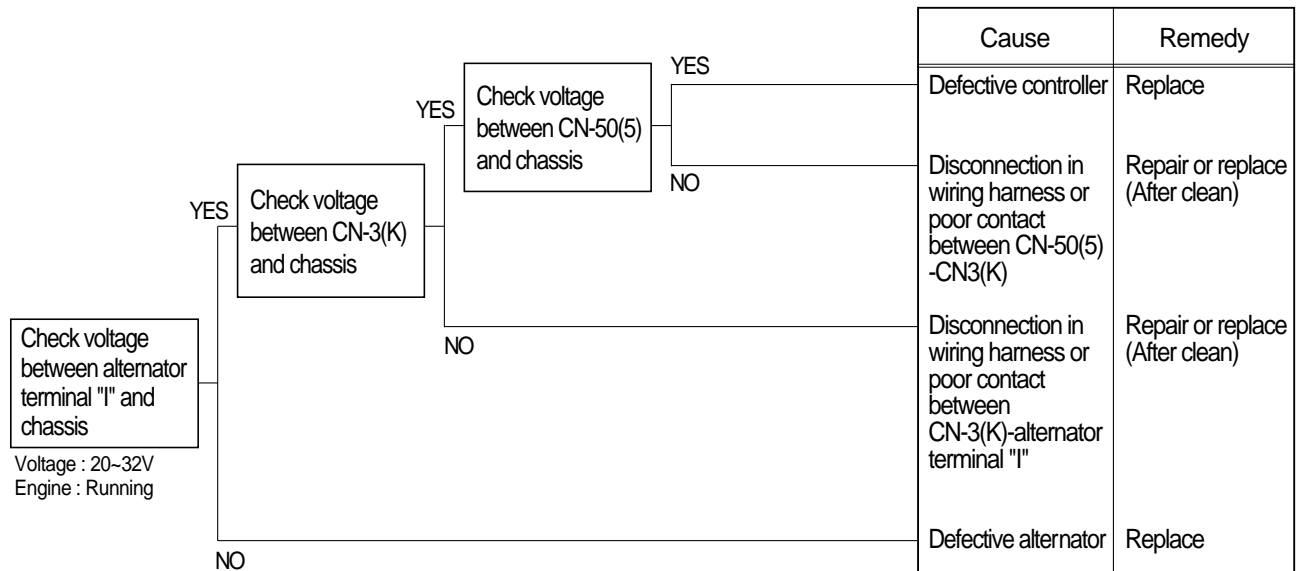 Cause
Remedy
YES
Defective controller
Replace
YES
Check voltage
between CN-50(5)
and chassis
NO
Disconnection in
wiring harness or
poor contact
between CN-50(5)
-CN3(K)
Repair or replace
(After clean)
YES
Check voltage
between CN-3(K)
and chassis
NO
Disconnection in
wiring harness or
poor contact
between
CN-3(K)-alternator
terminal "I"
Repair or replace
(After clean)
Check voltage
between alternator
terminal "I" and
chassis
Voltage : 20~32V
Engine : Running
NO
Defective alternator
Replace